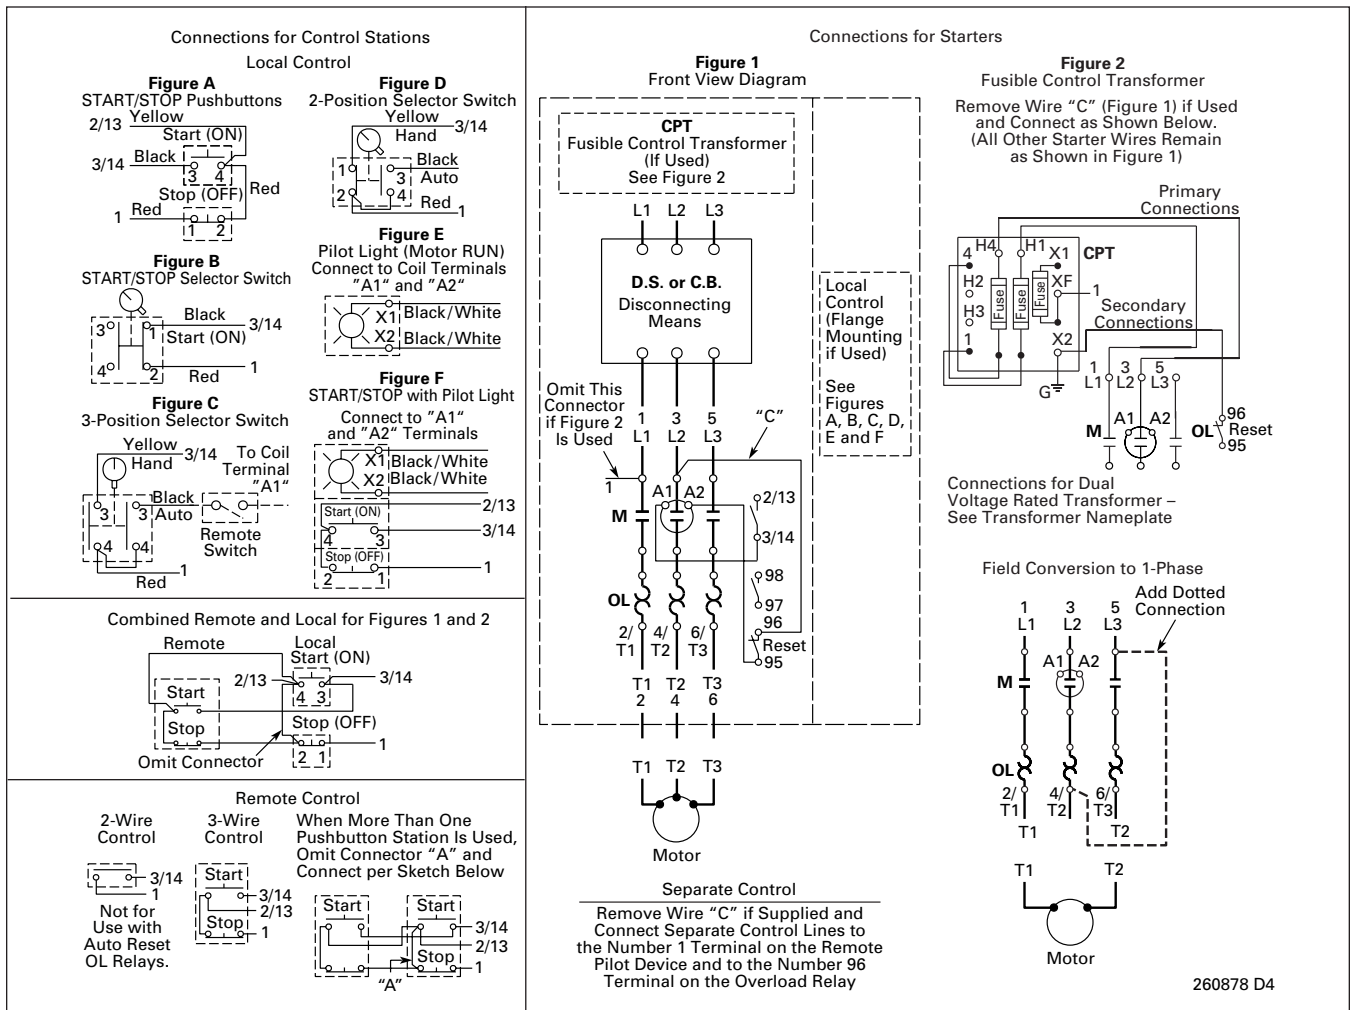 Connections for Control Stations
Local Control
Figure A
START/STOP Pushbuttons
Yellow
2/13
Start (ON)
3/14
Black
3 4
Stop (OFF)
Red
Red
1
1 2
Figure B
START/STOP Selector Switch
Black
3
1
3/14
Start (ON)
4
2
1
Red
Figure C
3-Position Selector Switch
Yellow
3/14
Hand
To Coil
Terminal
"A1"
Black
3
3
Auto
Remote
Switch
4
4
1
Red
Figure D
2-Position Selector Switch
Yellow
3/14
Hand
Black
1
3
Auto
2
4
Red
1
Figure E
Pilot Light (Motor RUN)
Connect to Coil Terminals
"A1" and "A2"
X1
Black/White
X2
Black/White
Figure F
START/STOP with Pilot Light
Connect to "A1"
and "A2" Terminals
X1
Black/White
X2
Black/White
2/13
Start (ON)
3/14
4
3
Stop (OFF)
1
2
1
Combined Remote and Local for Figures 1 and 2
Remote
Local
Start (ON)
2/13
3/14
Start
4 3
Stop
Stop (OFF)
1
2 1
Omit Connector
Remote Control
2-Wire
Control
3/14
1
Not for
Use with
Auto Reset
OL Relays.
3-Wire
Control
Start
3/14
2/13
Stop
1
When More Than One
Pushbutton Station Is Used,
Omit Connector "A" and
Connect per Sketch Below
Start
Start
3/14
2/13
Stop
1
"A"
Connections for Starters
Figure 1
Front View Diagram
CPT
Fusible Control Transformer
(If Used)
See Figure 2
L1 L2 L3
D.S. or C.B.
Disconnecting
Means
Local
Control
(Flange
Mounting
if Used)
See
Figures
A, B, C, D,
E and F
Omit This
Connector
if Figure 2
Is Used
1 3 5
"C"
L1 L2 L3
1
A1 A2
2/13
M
3/14
98
OL
97
96
2/ 4/ 6/
Reset
T1 T2 T3
95
T1 T2 T3
2 4 6
T1 T2 T3
Motor
Separate Control
Remove Wire "C" if Supplied and
Connect Separate Control Lines to
the Number 1 Terminal on the Remote
Pilot Device and to the Number 96
Terminal on the Overload Relay
Figure 2
Fusible Control Transformer
Remove Wire "C" (Figure 1) if Used
and Connect as Shown Below.
(All Other Starter Wires Remain
as Shown in Figure 1)
Primary
Connections
4
H4
H1
X1
CPT
H2
Fuse
Fuse
Fuse
XF
1
H3
Secondary
Connections
1
X2
G
1 3 5
L1 L2 L3
A1 A2
M
OL
96
Reset
95
Connections for Dual
Voltage Rated Transformer –
See Transformer Nameplate
Field Conversion to 1-Phase
Add Dotted
Connection
1 3 5
L1 L2 L3
A1 A2
M
OL
2/ 4/ 6/
T1 T2 T3
T1
T2
T1
T2
Motor
260878 D4